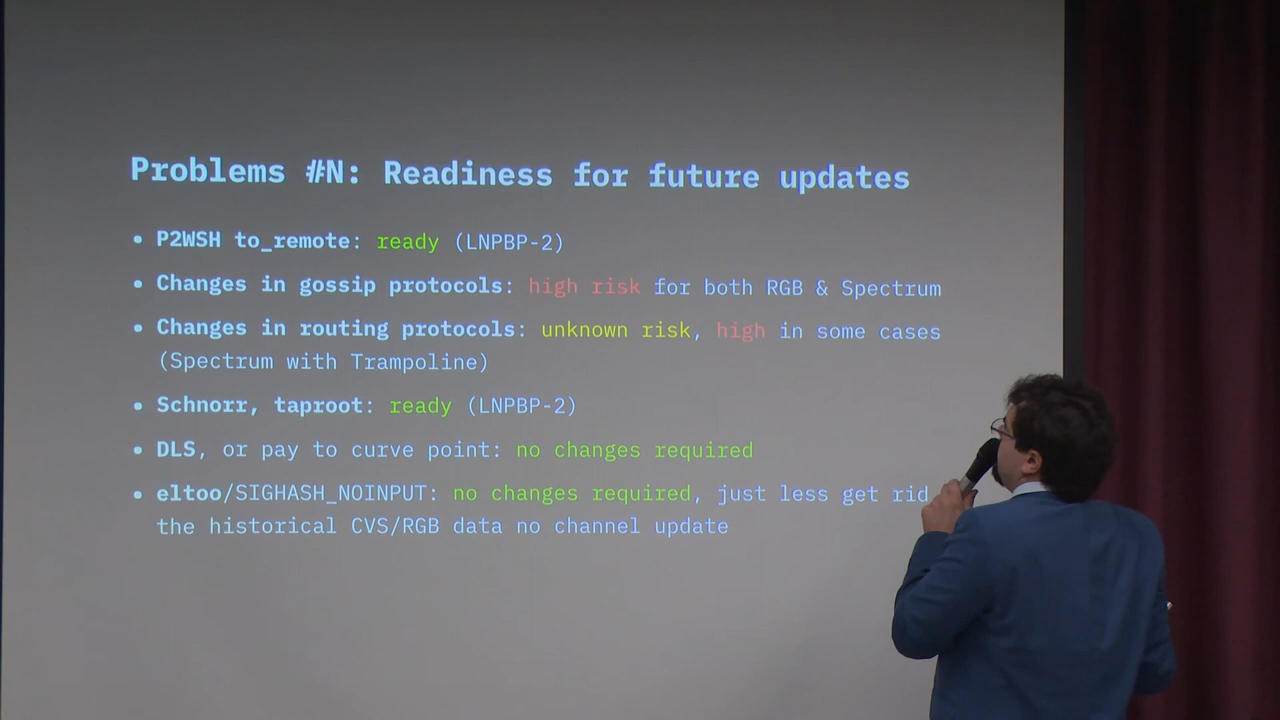 Problems #N: Readiness for future updates
• P2WSH to_remote: ready (LNPBP-2)
• Changes in gossip protocols: high risk for both RGB & Spectrum
• Changes in routing protocols: unknown risk, high in some cases
(Spectrum with Trampoline)
• Schnorr, taproot: ready (LNPBP-2)
• DLS, or pay to curve point: no changes required
• eltoo/SIGHASH_NOINPUT: no changes required, just less get rid
the historical CVS/RGB data no channel update